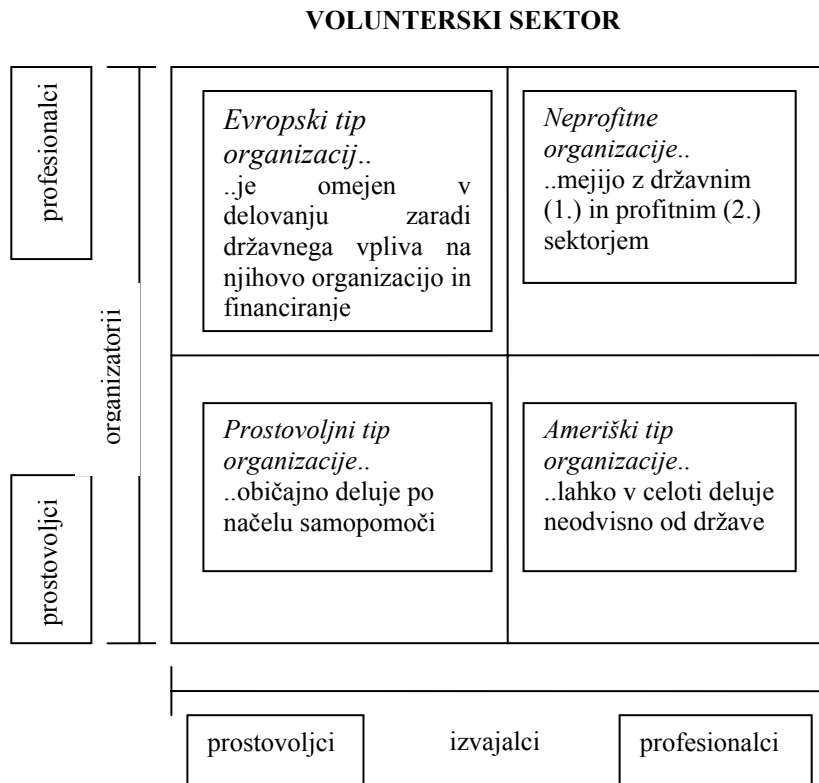 VOLUNTERSKI SEKTOR
profesionalci
organizatorii
prostovoljci
Evropski tip
organizacij..
..je omejen v
delovanju zaradi
državnega vpliva na
njihovo organizacijo in
financiranje
Neprofitne
organizacije..
..mejijo z državnim
(1.) in profitnim (2.)
sektorjem
Prostovoljni tip
organizacije..
..običajno deluje po
načelu samopomoči
Ameriški tip
organizacije..
..lahko v celoti deluje
neodvisno od države
prostovoljci
izvajalci
profesionalci